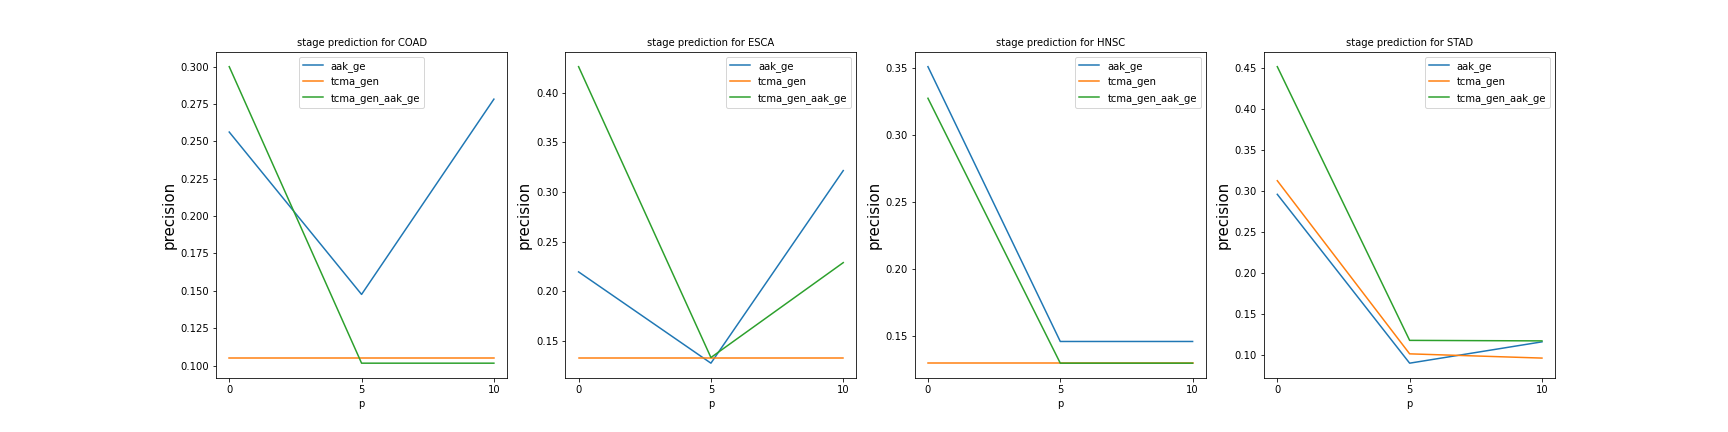 stage prediction for COAD
precision
0.300
0.275
0.250
0.225
0.200
0.175
0.150
0.125
0.100
aak_ge
tcma_gen
tcma_gen_aak_ge
0 5 10
p
stage prediction for ESCA
precision
0.40
0.35
0.30
0.25
0.20
0.15
aak_ge
tcma_gen
tcma_gen_aak_ge
0 5 10
p
stage prediction for HNSC
precision
0.35
0.30
0.25
0.20
0.15
aak_ge
tcma_gen
tcma_gen_aak_ge
0 5 10
p
stage prediction for STAD
precision
0.45
0.40
0.35
0.30
0.25
0.20
0.15
0.10
aak_ge
tcma_gen
tcma_gen_aak_ge
0 5 10
p